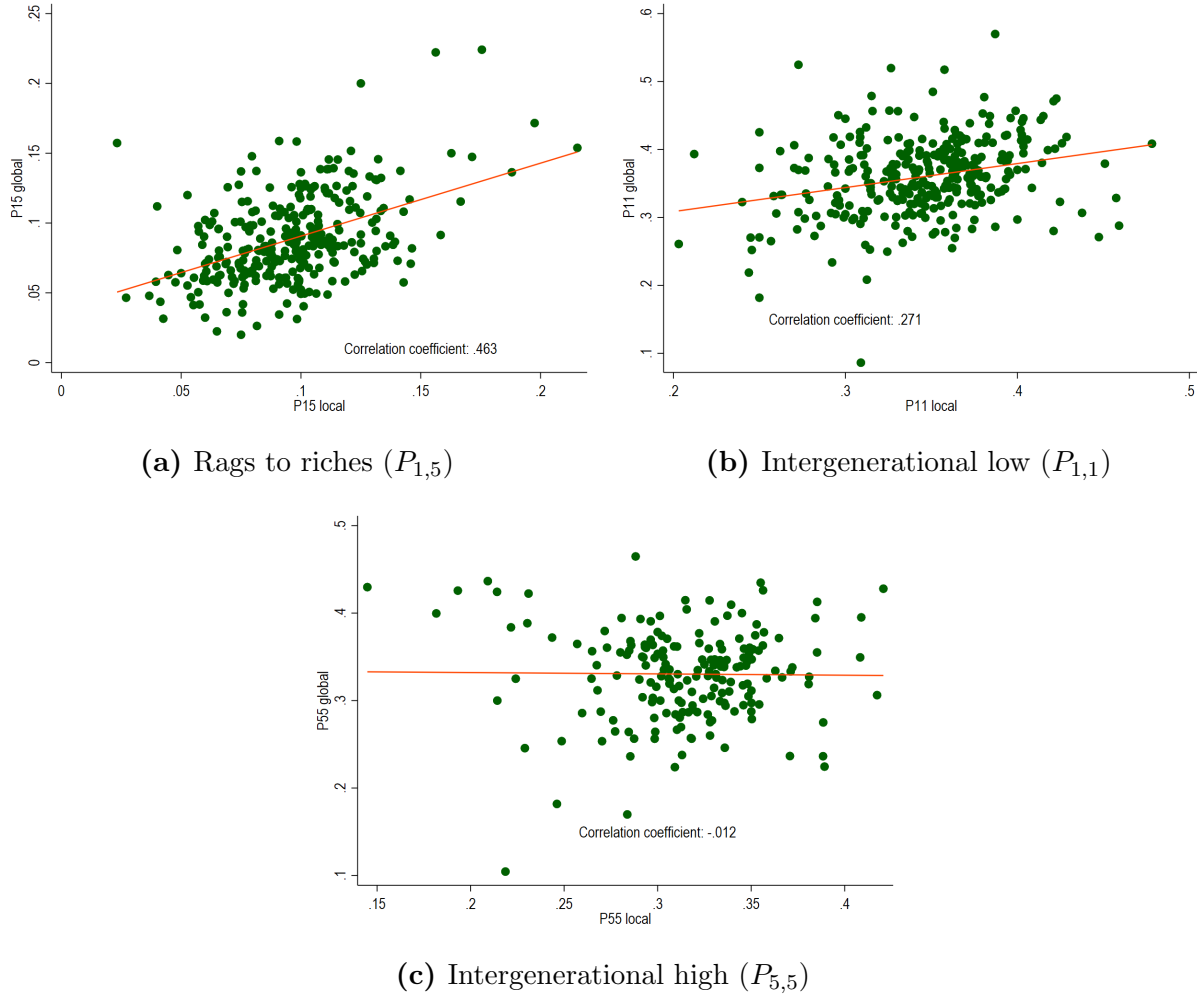 .25
.2
.15
.1
.05
0
P15 global
Correlation coefficient: .463
0 .05 .1 .15 .2
P15 local
(a) Rags to riches (P1,5)
.6
.5
.4
.3
.2
.1
P11 global
Correlation coefficient: .271
.2 .3 .4 .5
P11 local
(b) Intergenerational low (P1,1)
.5
.4
.3
.2
.1
P55 global
Correlation coefficient: -.012
.15 .2 .25 .3 .35 .4
P55 local
(c) Intergenerational high (P5,5)